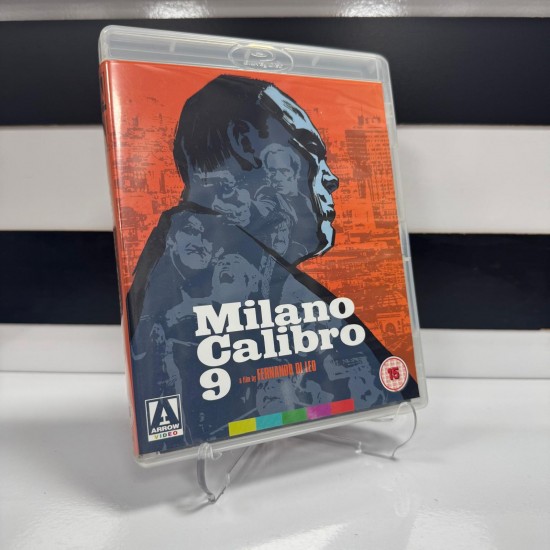 Milano
Calibro
9
a film by FERNANDO DI LEO
15
ARROW
VIDEO